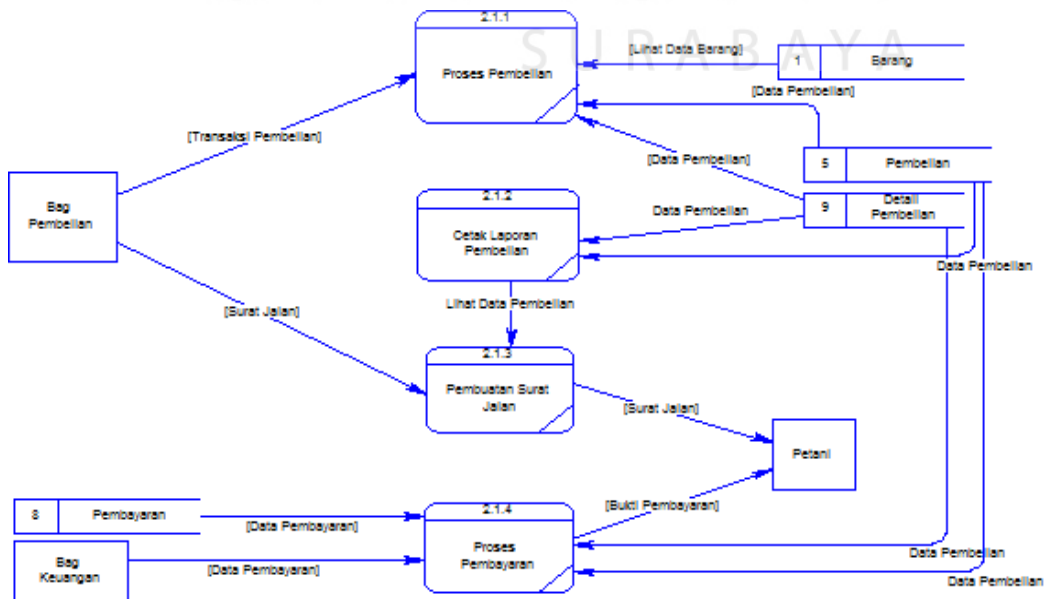 2.1.1
SURABAYA
[Lihat Data Barang]
1 Barang
Proses Pembelian
[Data Pembelian]
[Transaksi Pembelian]
[Data Pembelian]
5 Pembelian
Bag
Pembelian
2.1.2
Data Pembelian
9 Detail
Pembelian
Cetak Laporan
Pembelian
Data Pembelian
Lihat Data Pembelian
[Surat Jalan]
2.1.3
Pembuatan Surat
Jalan
[Surat Jalan]
Petani
8 Pembayaran
[Data Pembayaran]
2.1.4
[Bukti Pembayaran]
Proses
Pembayaran
Bag
Keuangan
[Data Pembayaran]
Data Pembelian
Data Pembelian